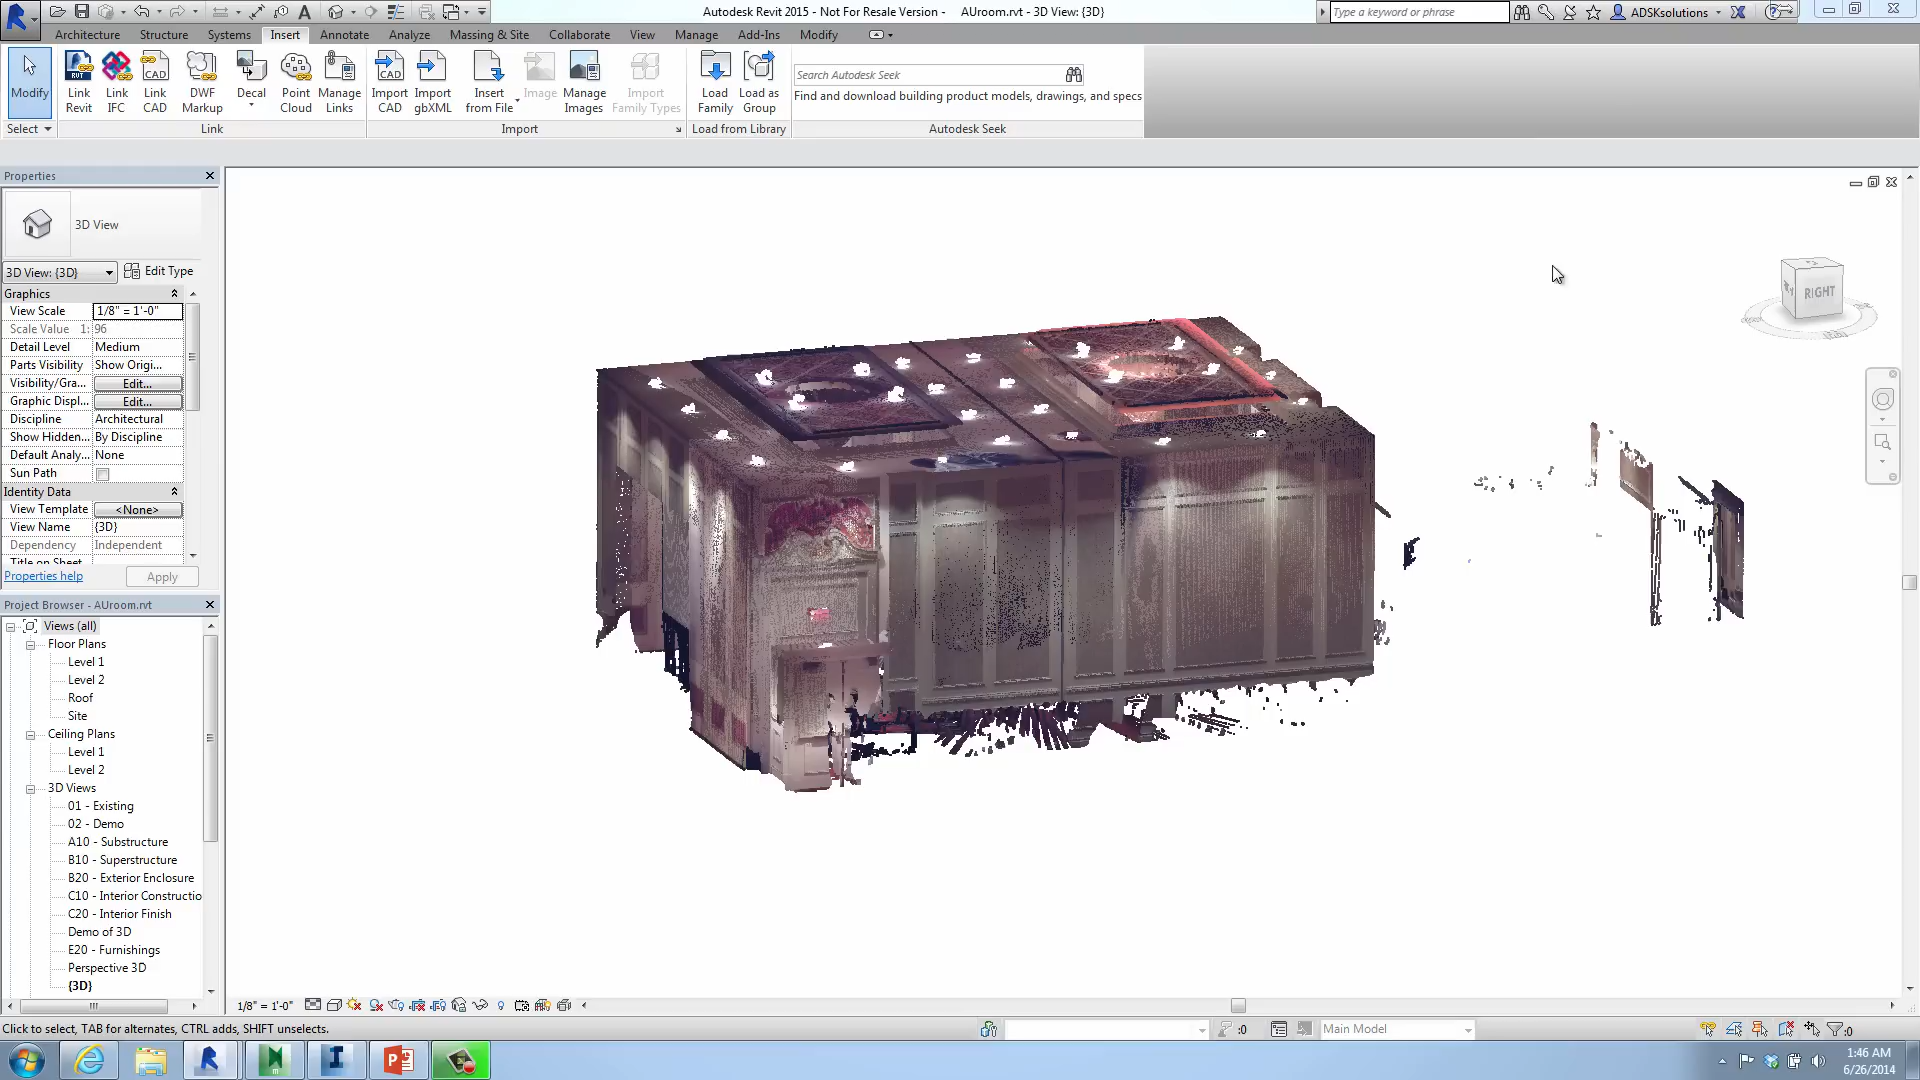 Autodesk Revit 2015 - Not For Resale Version - AUroom.rvt - 3D View: {3D}
Type a keyword or phrase
ADSKsolutions
Architecture Structure Systems Insert Annotate Analyze Massing & Site Collaborate View Manage Add-Ins Modify
Modify
Link Revit
Link IFC
Link CAD
DWF Markup
Decal
Point Cloud
Manage Links
Import CAD
Import gbXML
Insert from File
Image
Manage Images
Import Family Types
Load Family
Load as Group
Search Autodesk Seek
Find and download building product models, drawings, and specs
Select
Link
Import
Load from Library
Autodesk Seek
Properties
3D View
3D View: {3D}
Edit Type
Graphics
View Scale 1/8" = 1'-0"
Scale Value 1: 96
Detail Level Medium
Parts Visibility Show Origi...
Visibility/Gra... Edit...
Graphic Displ... Edit...
Discipline Architectural
Show Hidden... By Discipline
Default Analy... None
Sun Path
Identity Data
View Template <None>
View Name {3D}
Dependency Independent
Title on Sheet
Properties help
Apply
Project Browser - AUroom.rvt
Views (all)
Floor Plans
Level 1
Level 2
Roof
Site
Ceiling Plans
Level 1
Level 2
3D Views
01 - Existing
02 - Demo
A10 - Substructure
B10 - Superstructure
B20 - Exterior Enclosure
C10 - Interior Constructio
C20 - Interior Finish
Demo of 3D
E20 - Furnishings
Perspective 3D
{3D}
RIGHT
1/8" = 1'-0"
Click to select, TAB for alternates, CTRL adds, SHIFT unselects.
:0
Main Model
:0
1:46 AM
6/26/2014